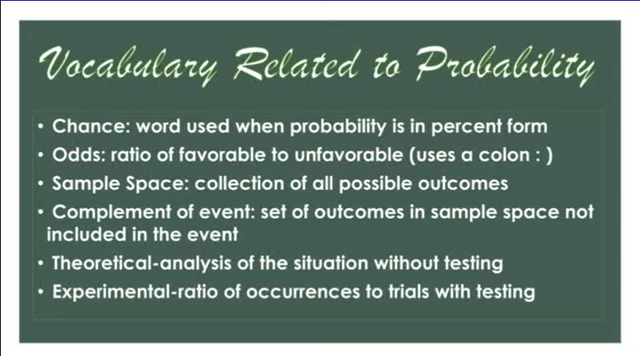 Vocabulary Related to Probability
• Chance: word used when probability is in percent form
• Odds: ratio of favorable to unfavorable (uses a colon : )
• Sample Space: collection of all possible outcomes
• Complement of event: set of outcomes in sample space not
included in the event
• Theoretical-analysis of the situation without testing
• Experimental-ratio of occurrences to trials with testing